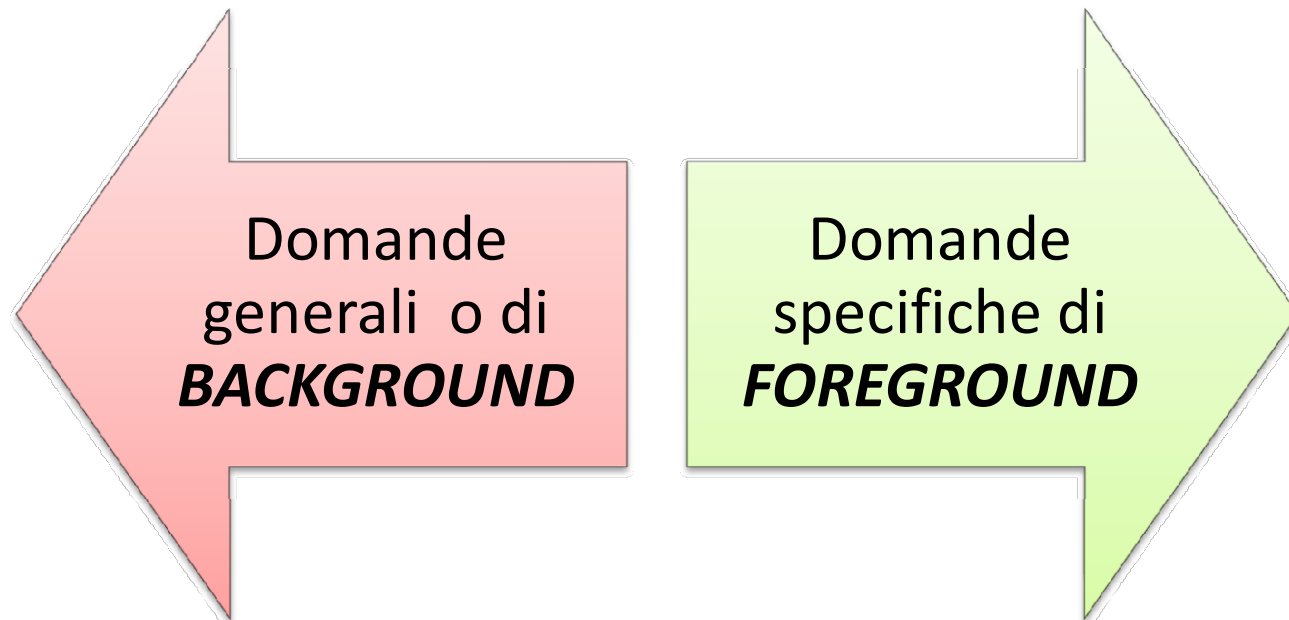 Domande
generali o di
BACKGROUND
Domande
specifiche di
FOREGROUND